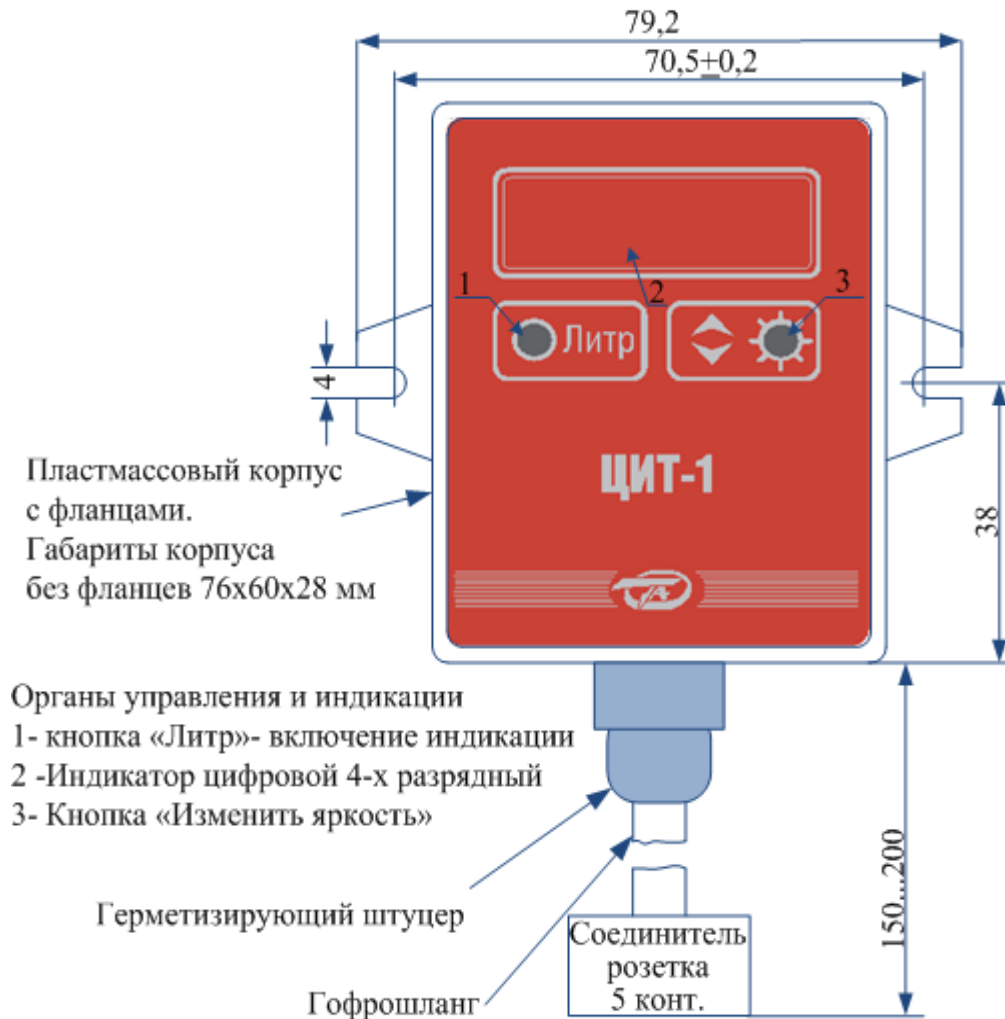 79,2
70,5±0,2
1
2
3
Литр
4
ЦИТ-1
38
Пластмассовый корпус
с фланцами.
Габариты корпуса
без фланцев 76х60х28 мм
Органы управления и индикации
1- кнопка «Литр»- включение индикации
2 -Индикатор цифровой 4-х разрядный
3- Кнопка «Изменить яркость»
150...200
Герметизирующий штуцер
Соединитель
розетка
5 конт.
Гофрошланг